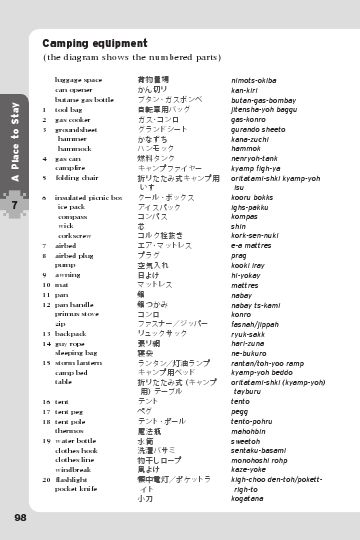 Camping equipment
(the diagram shows the numbered parts)
luggage space 荷物置場 nimots-okiba
can opener かん切り kan-kiri
butane gas bottle ブタン・ガスボンベ butan-gas-bombay
1 tool bag 自転車用バッグ jitensha-yoh baggu
2 gas cooker ガス・コンロ gas-konro
3 groundsheet グランドシート gurando sheeto
hammer かなずち kana-zuchi
hammock ハンモック hammok
4 gas can 燃料タンク nenryoh-tank
campfire キャンプファイヤー kyamp figh-ya
5 folding chair 折りたたみ式キャンプ用 oritatami-shki kyamp-yoh
いす isu
6 insulated picnic box クール・ボックス kooru bokks
ice pack アイスパック ighs-pakku
compass コンパス kompas
wick 芯 shin
corkscrew コルク栓抜き kork-sen-nuki
7 airbed エア・マットレス e-a mattres
8 airbed plug プラグ prag
pump 空気入れ kooki iray
9 awning 日よけ hi-yokay
10 mat マットレス mattres
11 pan 鍋 nabay
12 pan handle 鍋つかみ nabay ts-kami
primus stove コンロ konro
zip ファスナー／ジッパー fasnah/jippah
13 backpack リュックサック ryuk-sakk
14 guy rope 張り綱 hari-zuna
sleeping bag 寝袋 ne-bukuro
15 storm lantern ランタン／灯油ランプ rantan/toh-yoo ramp
camp bed キャンプ用ベッド kyamp-yoh beddo
table 折りたたみ式（キャンプ oritatami-shki (kyamp-yoh)
用）テーブル tayburu
16 tent テント tento
17 tent peg ペグ pegg
18 tent pole テント・ポール tento-pohru
thermos 魔法瓶 mahohbin
19 water bottle 水筒 sweetoh
clothes hook 洗濯バサミ sentaku-basami
clothes line 物干しロープ monohoshi rohp
windbreak 風よけ kaze-yoke
20 flashlight 懐中電灯／ポケットラ kigh-choo den-toh/pokett-
イト righ-to
pocket knife 小刀 kogatana
A Place to Stay
7
98